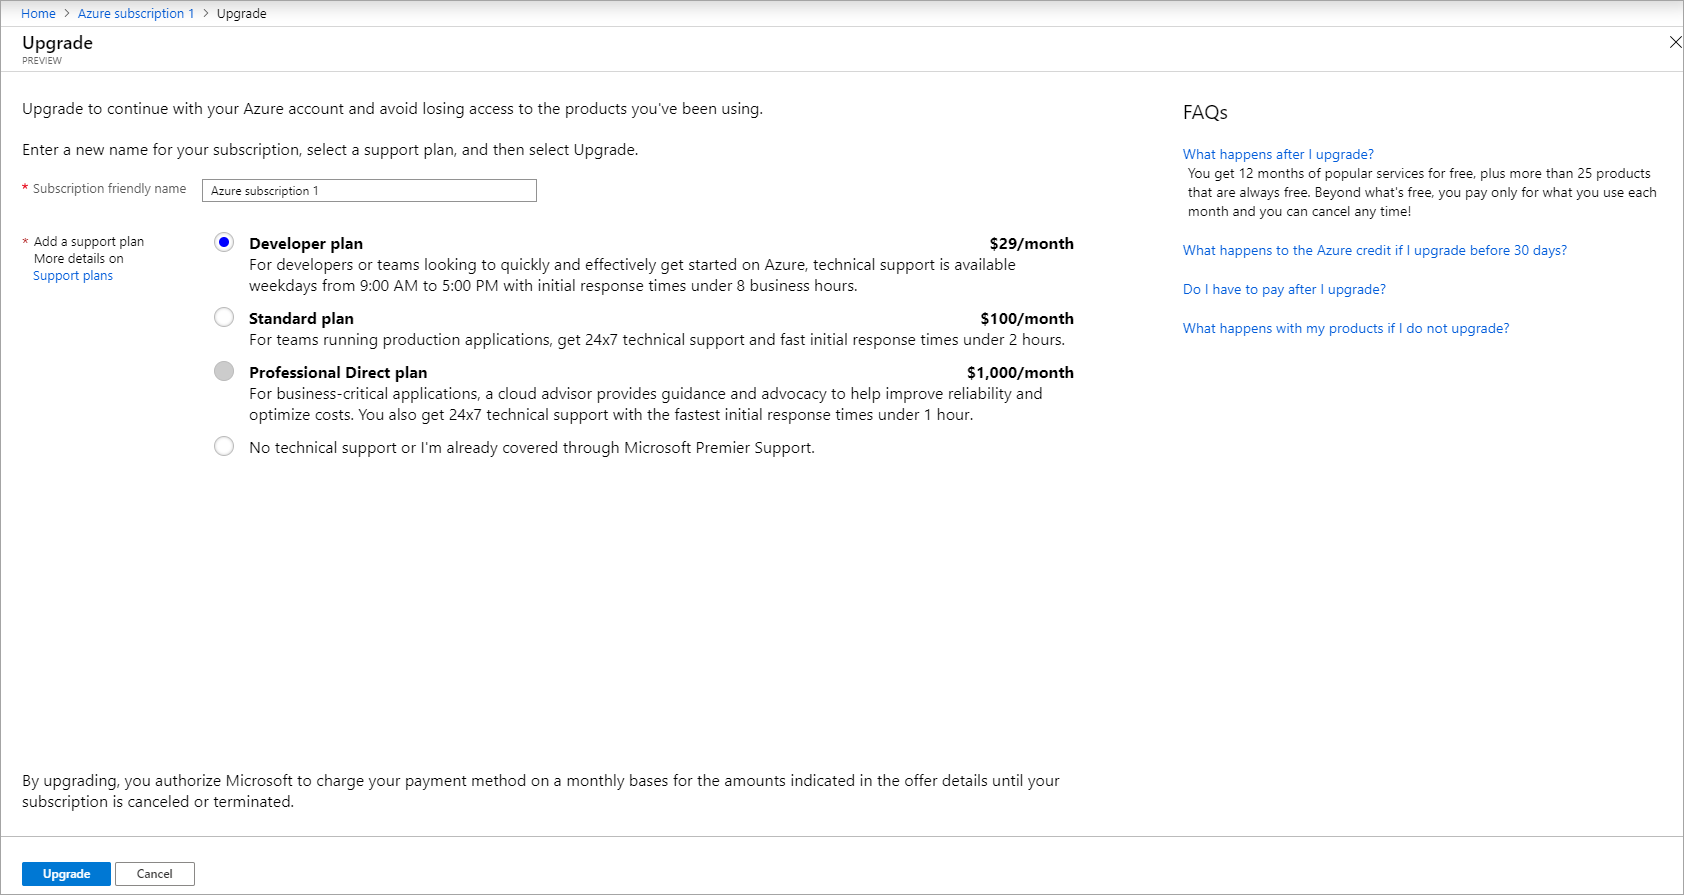 Home > Azure subscription 1 > Upgrade
Upgrade
PREVIEW
Upgrade to continue with your Azure account and avoid losing access to the products you've been using.
Enter a new name for your subscription, select a support plan, and then select Upgrade.
* Subscription friendly name
Azure subscription 1
* Add a support plan
More details on
Support plans
Developer plan $29/month
For developers or teams looking to quickly and effectively get started on Azure, technical support is available
weekdays from 9:00 AM to 5:00 PM with initial response times under 8 business hours.
Standard plan $100/month
For teams running production applications, get 24x7 technical support and fast initial response times under 2 hours.
Professional Direct plan $1,000/month
For business-critical applications, a cloud advisor provides guidance and advocacy to help improve reliability and
optimize costs. You also get 24x7 technical support with the fastest initial response times under 1 hour.
No technical support or I'm already covered through Microsoft Premier Support.
FAQs
What happens after I upgrade?
You get 12 months of popular services for free, plus more than 25 products
that are always free. Beyond what's free, you pay only for what you use each
month and you can cancel any time!
What happens to the Azure credit if I upgrade before 30 days?
Do I have to pay after I upgrade?
What happens with my products if I do not upgrade?
By upgrading, you authorize Microsoft to charge your payment method on a monthly bases for the amounts indicated in the offer details until your
subscription is canceled or terminated.
Upgrade
Cancel